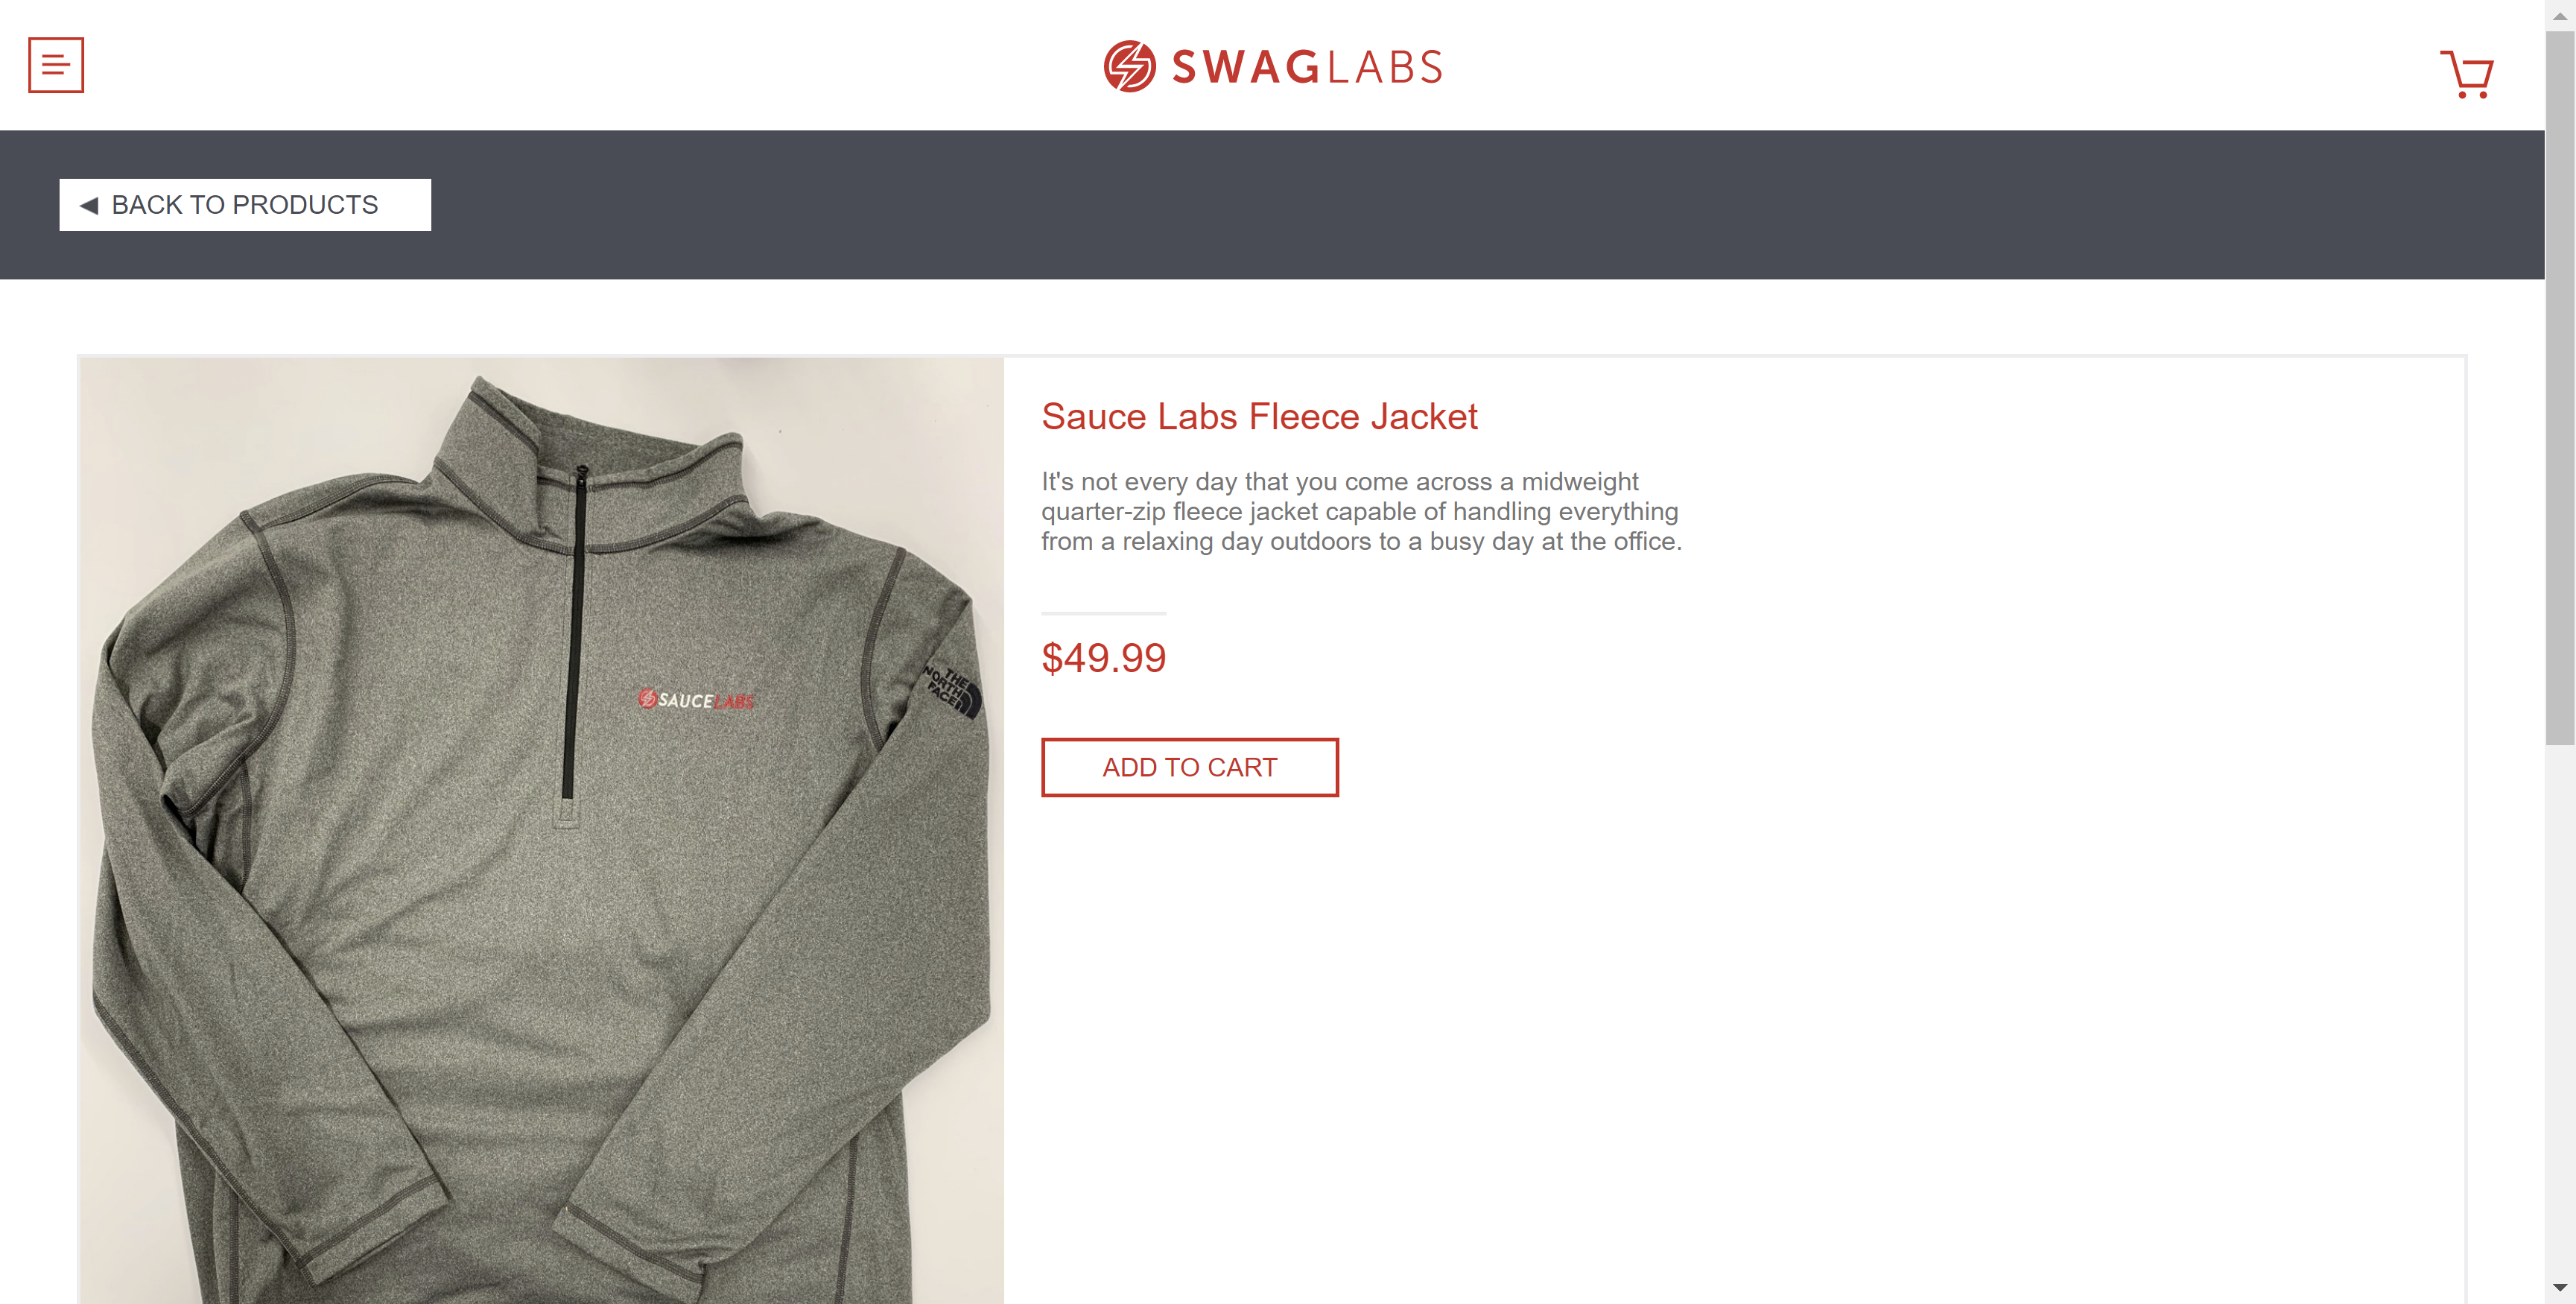 SWAGLABS
BACK TO PRODUCTS
Sauce Labs Fleece Jacket
It's not every day that you come across a midweight
quarter-zip fleece jacket capable of handling everything
from a relaxing day outdoors to a busy day at the office.
$49.99
ADD TO CART
SAUCELABS
THE
NORTH
FACE